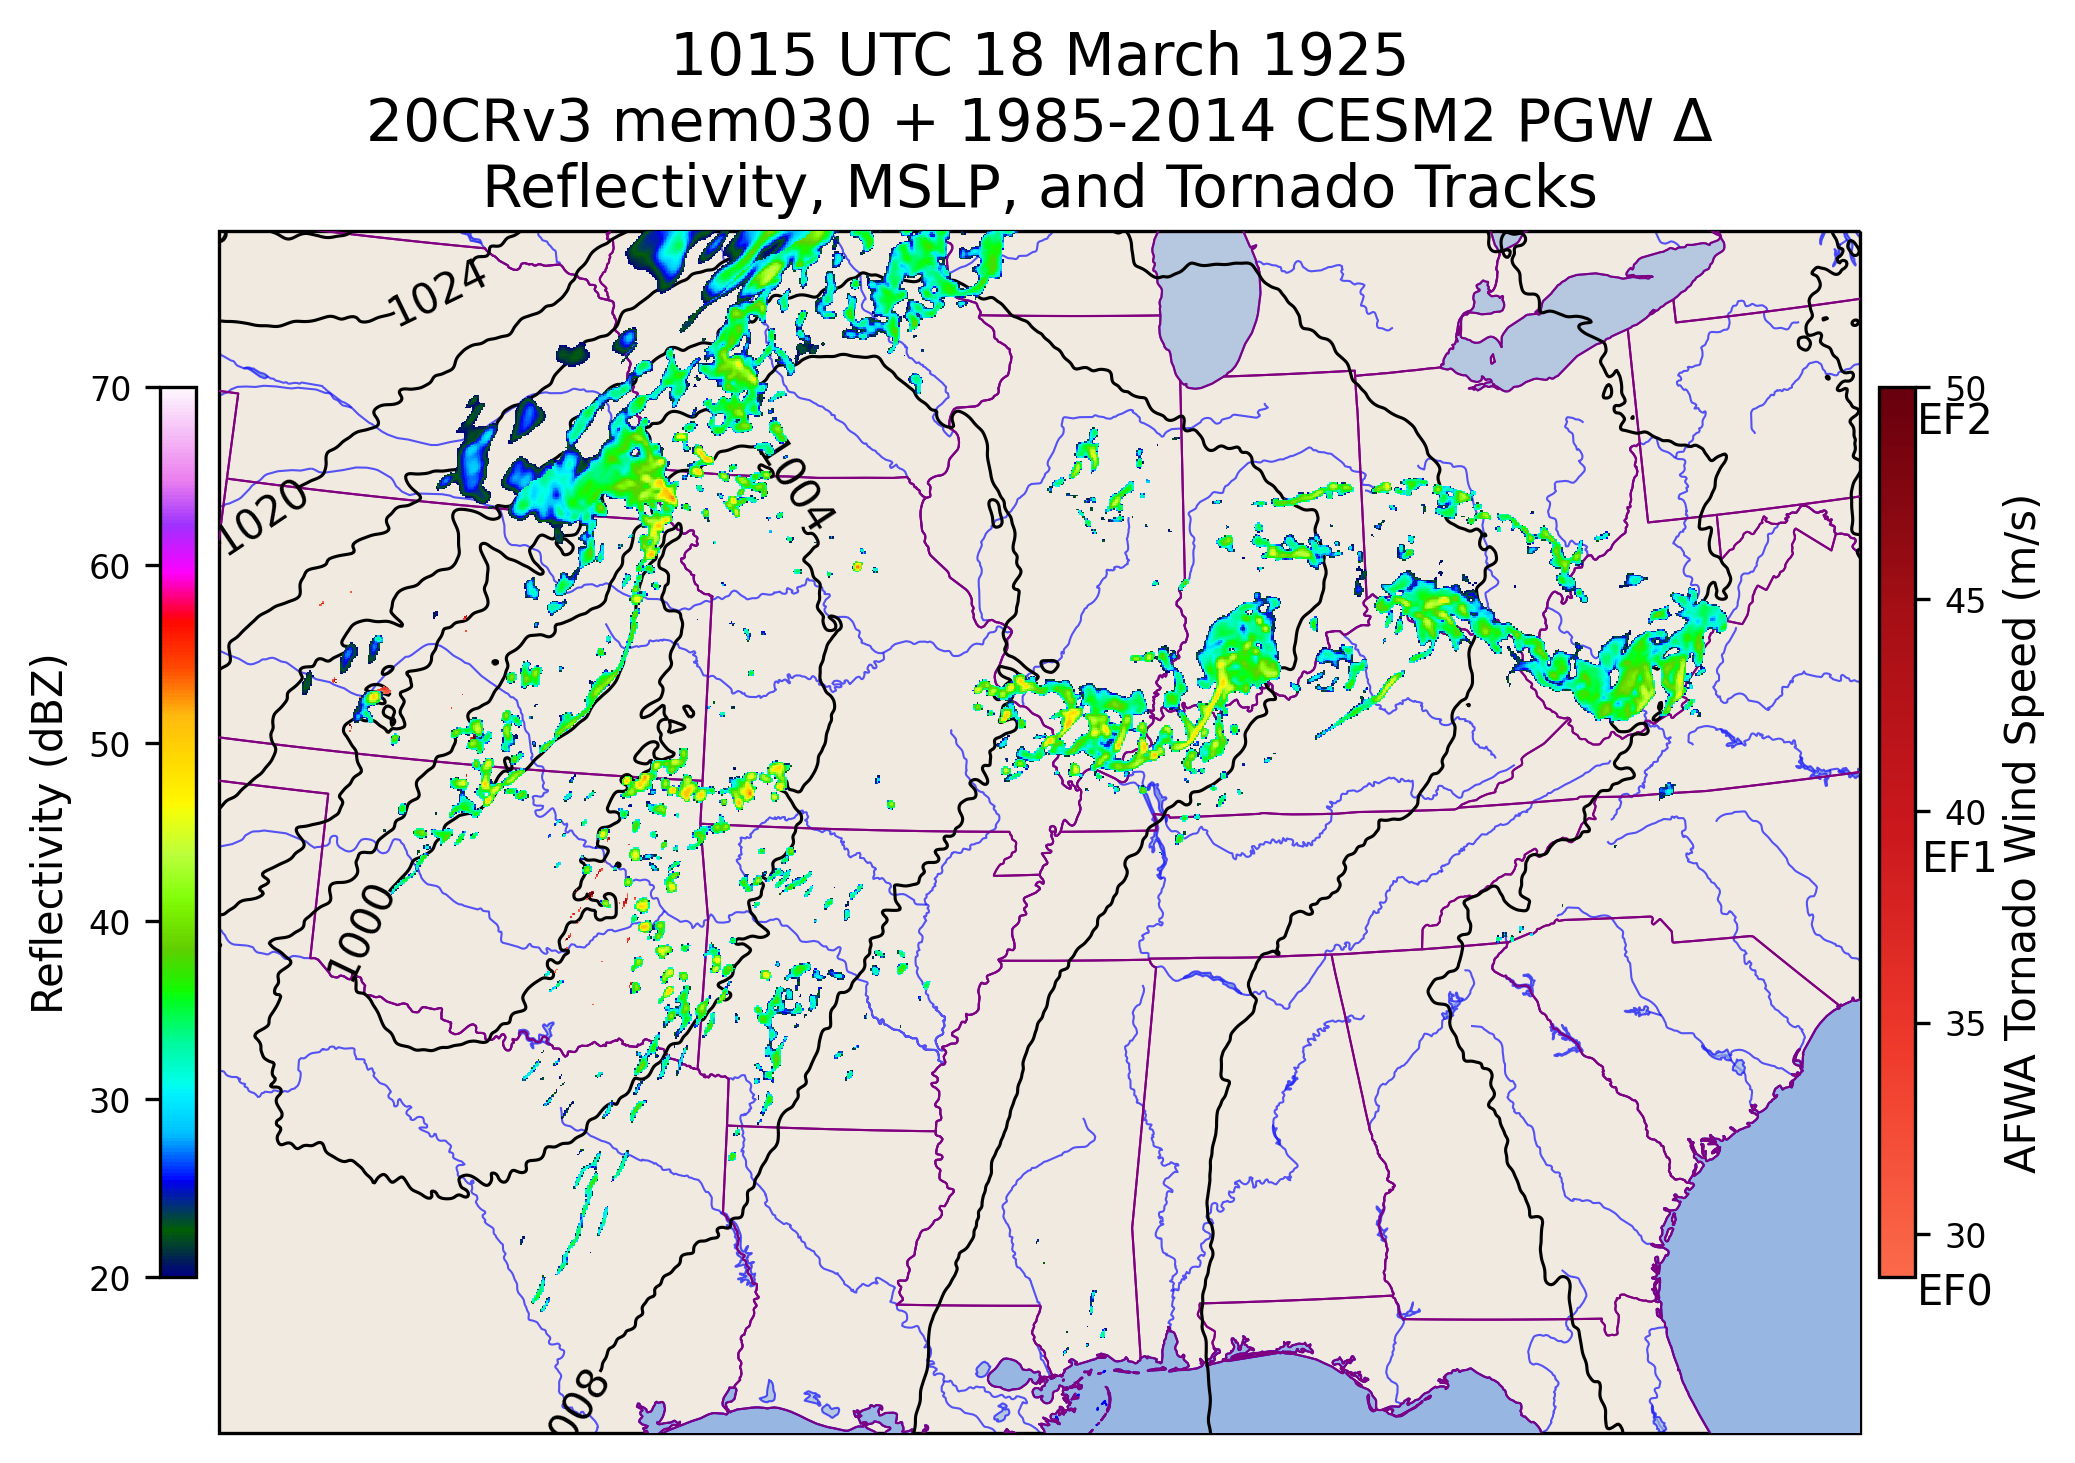 1015 UTC 18 March 1925
20CRv3 mem030 + 1985-2014 CESM2 PGW Δ
Reflectivity, MSLP, and Tornado Tracks
1024
1020
1004
1000
008
70
60
50
40
30
20
Reflectivity (dBZ)
50
EF2
45
40
EF1
35
30
EF0
AFWA Tornado Wind Speed (m/s)